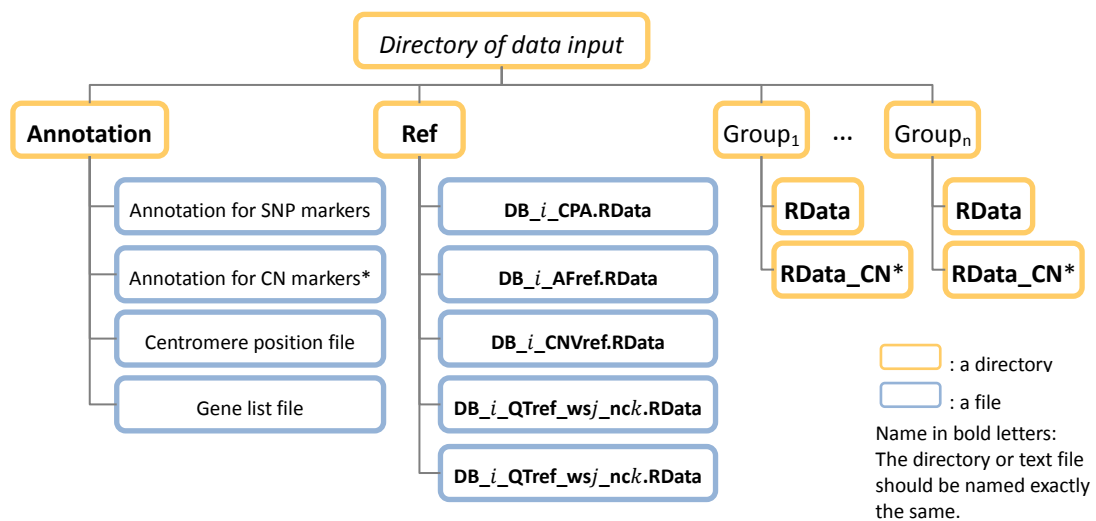 Directory of data input
Annotation
Ref
Group1
...
Groupn
Annotation for SNP markers
Annotation for CN markers*
Centromere position file
Gene list file
DB_i_CPA.RData
DB_i_AFref.RData
DB_i_CNVref.RData
DB_i_QTref_wsj_nck.RData
DB_i_QTref_wsj_nck.RData
RData
RData_CN*
RData
RData_CN*
: a directory
: a file
Name in bold letters:
The directory or text file
should be named exactly
the same.